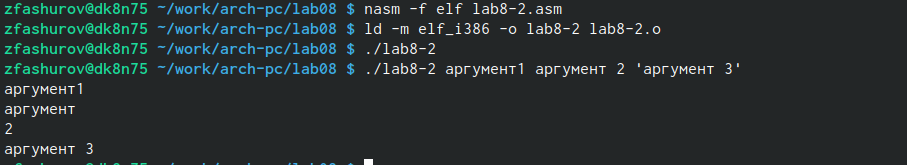 zfashurov@dk8n75 ~/work/arch-pc/lab08 $ nasm -f elf lab8-2.asm
zfashurov@dk8n75 ~/work/arch-pc/lab08 $ ld -m elf_i386 -o lab8-2 lab8-2.o
zfashurov@dk8n75 ~/work/arch-pc/lab08 $ ./lab8-2
zfashurov@dk8n75 ~/work/arch-pc/lab08 $ ./lab8-2 аргумент1 аргумент 2 'аргумент 3'
аргумент1
аргумент
2
аргумент 3